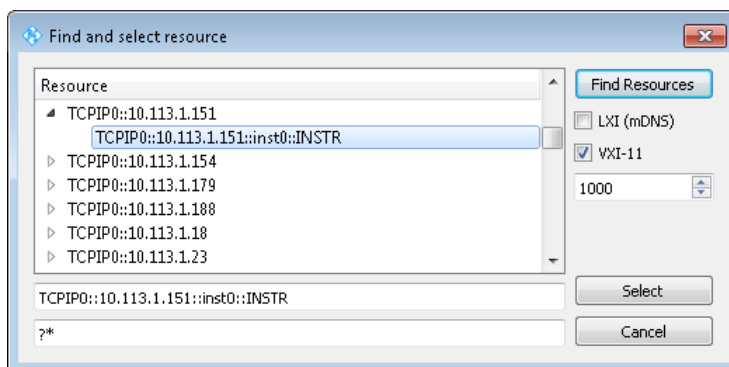 Find and select resource
Resource
TCPIP0::10.113.1.151
TCPIP0::10.113.1.151::inst0::INSTR
TCPIP0::10.113.1.154
TCPIP0::10.113.1.179
TCPIP0::10.113.1.188
TCPIP0::10.113.1.18
TCPIP0::10.113.1.23
TCPIP0::10.113.1.151::inst0::INSTR
?*
Find Resources
LXI (mDNS)
VXI-11
1000
Select
Cancel